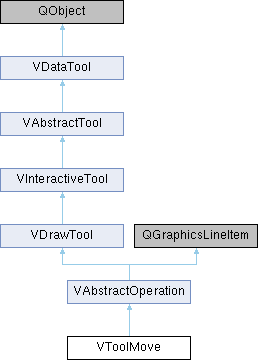 QObject
VDataTool
VAbstractTool
VInteractiveTool
VDrawTool
QGraphicsLineItem
VAbstractOperation
VToolMove